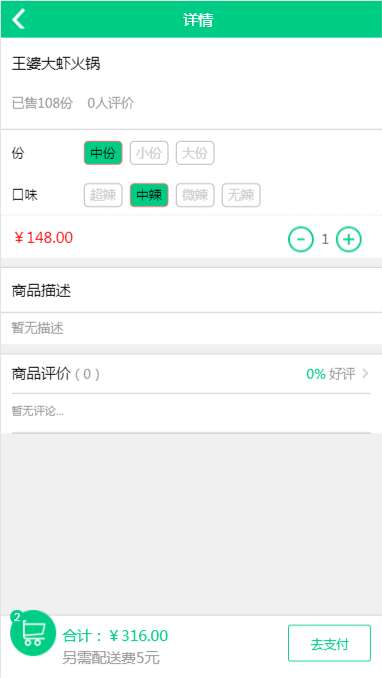 详情
王婆大虾火锅
已售108份 0人评价
份 中份 小份 大份
口味 超辣 中辣 微辣 无辣
￥148.00 - 1 +
商品描述
暂无描述
商品评价 ( 0 ) 0% 好评
暂无评论...
2
合计：￥316.00
另需配送费5元
去支付